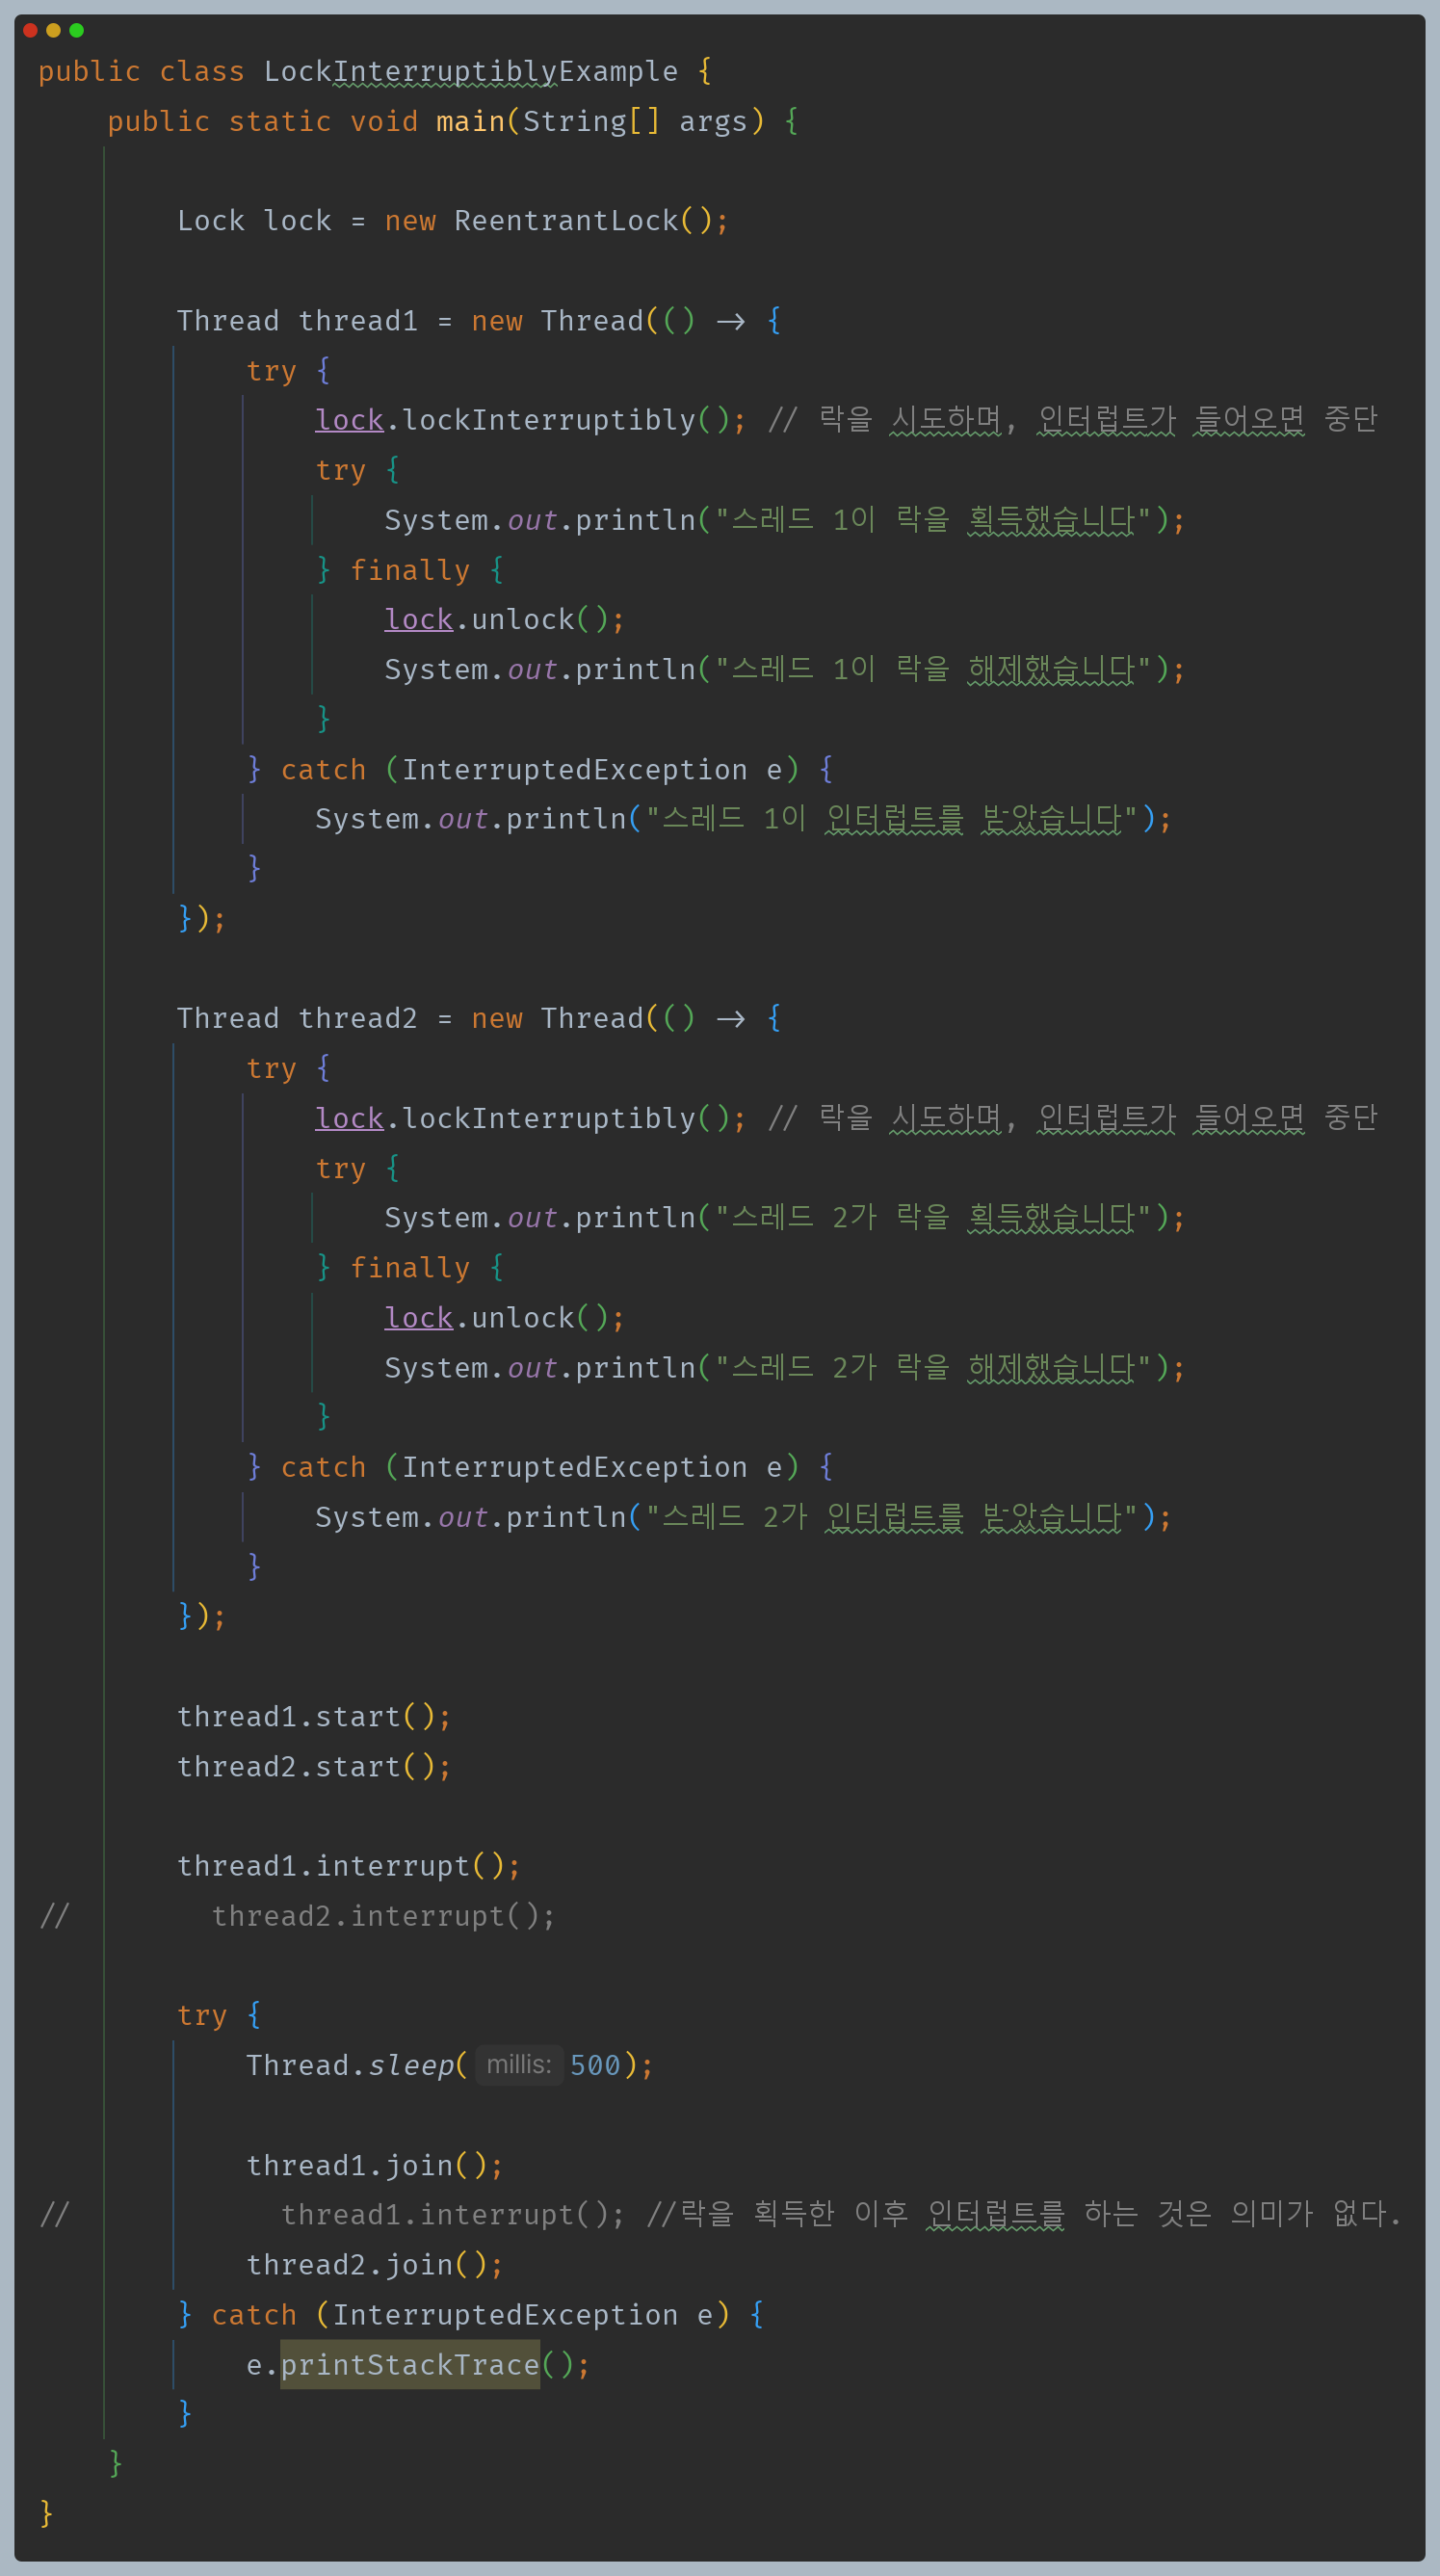 public class LockInterruptiblyExample {
    public static void main(String[] args) {

        Lock lock = new ReentrantLock();

        Thread thread1 = new Thread(() -> {
            try {
                lock.lockInterruptibly(); // 락을 시도하며, 인터럽트가 들어오면 중단
                try {
                    System.out.println("스레드 1이 락을 획득했습니다");
                } finally {
                    lock.unlock();
                    System.out.println("스레드 1이 락을 해제했습니다");
                }
            } catch (InterruptedException e) {
                System.out.println("스레드 1이 인터럽트를 받았습니다");
            }
        });

        Thread thread2 = new Thread(() -> {
            try {
                lock.lockInterruptibly(); // 락을 시도하며, 인터럽트가 들어오면 중단
                try {
                    System.out.println("스레드 2가 락을 획득했습니다");
                } finally {
                    lock.unlock();
                    System.out.println("스레드 2가 락을 해제했습니다");
                }
            } catch (InterruptedException e) {
                System.out.println("스레드 2가 인터럽트를 받았습니다");
            }
        });

        thread1.start();
        thread2.start();

        thread1.interrupt();
//        thread2.interrupt();

        try {
            Thread.sleep( millis: 500);

            thread1.join();
//            thread1.interrupt(); //락을 획득한 이후 인터럽트를 하는 것은 의미가 없다.
            thread2.join();
        } catch (InterruptedException e) {
            e.printStackTrace();
        }
    }
}